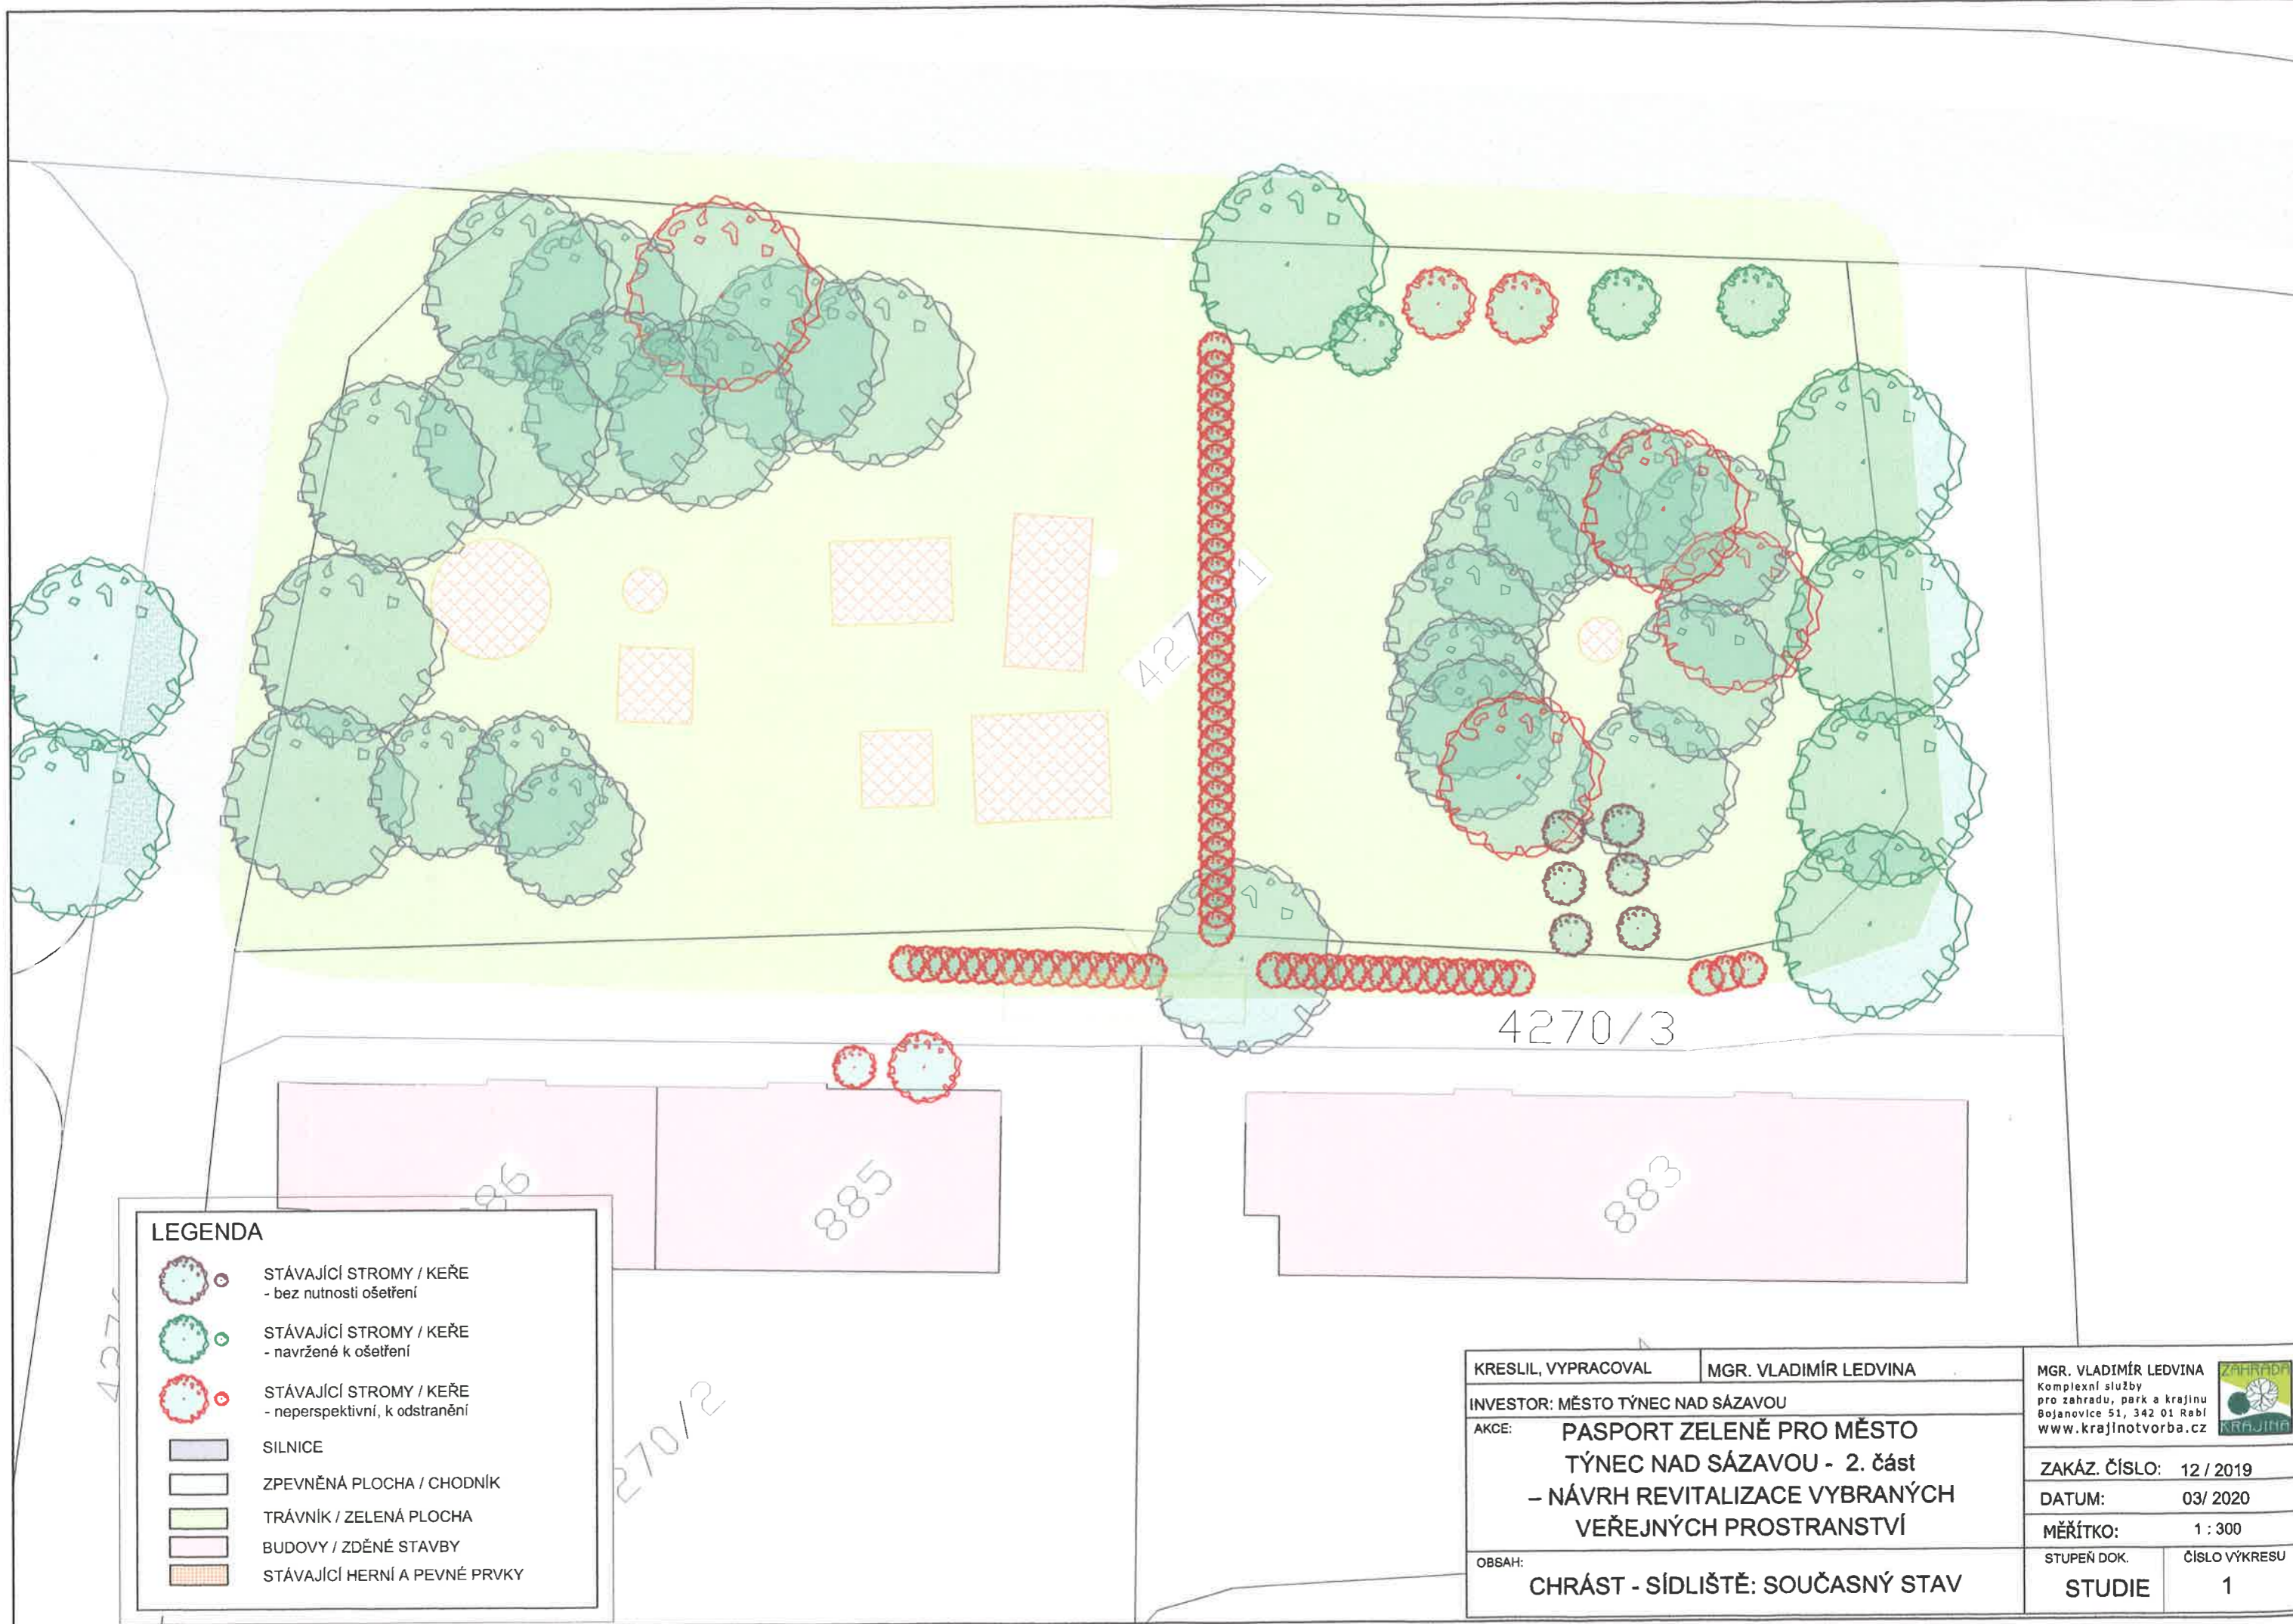 4270/3
885
883
270/2
LEGENDA
STÁVAJÍCÍ STROMY / KEŘE
- bez nutnosti ošetření
STÁVAJÍCÍ STROMY / KEŘE
- navržené k ošetření
STÁVAJÍCÍ STROMY / KEŘE
- neperspektivní, k odstranění
SILNICE
ZPEVNĚNÁ PLOCHA / CHODNÍK
TRÁVNÍK / ZELENÁ PLOCHA
BUDOVY / ZDĚNÉ STAVBY
STÁVAJÍCÍ HERNÍ A PEVNÉ PRVKY
KRESLIL, VYPRACOVAL MGR. VLADIMÍR LEDVINA
INVESTOR: MĚSTO TÝNEC NAD SÁZAVOU
AKCE: PASPORT ZELENĚ PRO MĚSTO
TÝNEC NAD SÁZAVOU - 2. část
– NÁVRH REVITALIZACE VYBRANÝCH
VEŘEJNÝCH PROSTRANSTVÍ
OBSAH:
CHRÁST - SÍDLIŠTĚ: SOUČASNÝ STAV
MGR. VLADIMÍR LEDVINA
Komplexní služby
pro zahradu, park a krajinu
Bojanovice 51, 342 01 Rabí
www.krajinotvorba.cz
ZAHRADA
KRAJINA
ZAKÁZ. ČÍSLO: 12 / 2019
DATUM: 03/ 2020
MĚŘÍTKO: 1 : 300
STUPEŇ DOK. ČÍSLO VÝKRESU
STUDIE 1